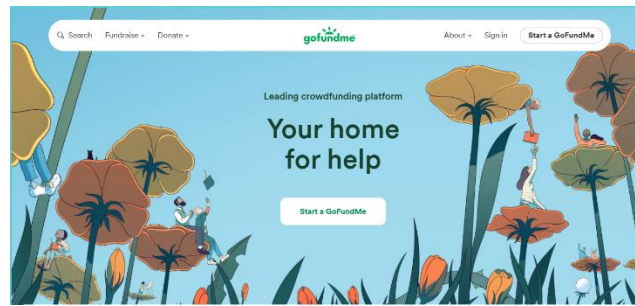 Search Fundraise Donate gofundme About Sign in Start a GoFundMe
Leading crowdfunding platform
Your home
for help
Start a GoFundMe